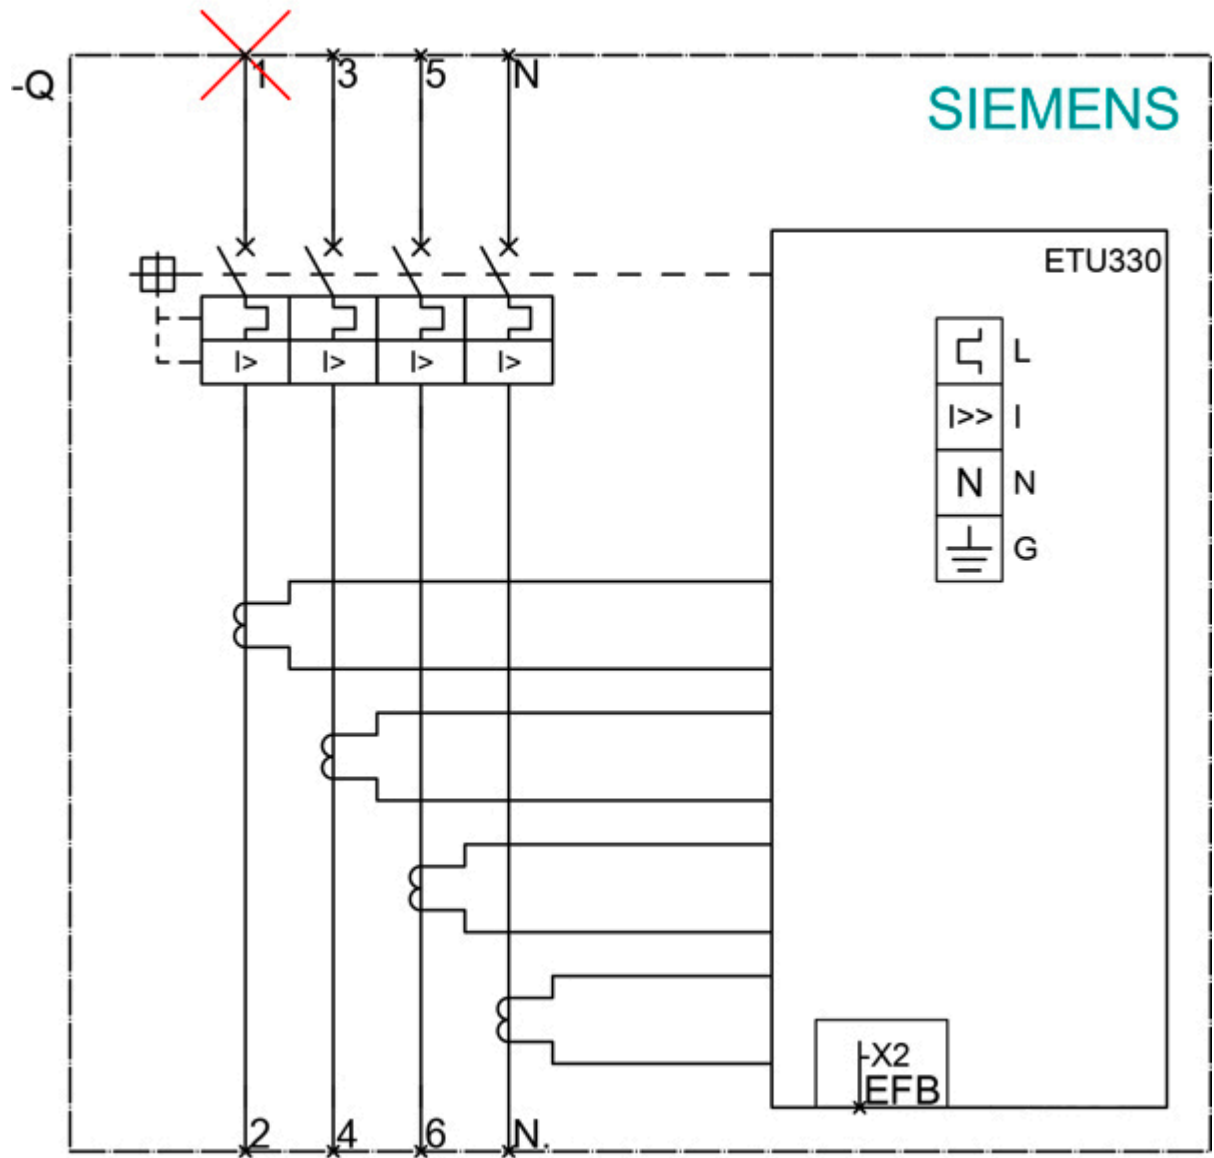 -Q
1 3 5 N
SIEMENS
ETU330
L
I> I> I> I>
I>> I
N N
G
-X2
EFB
2 4 6 N.